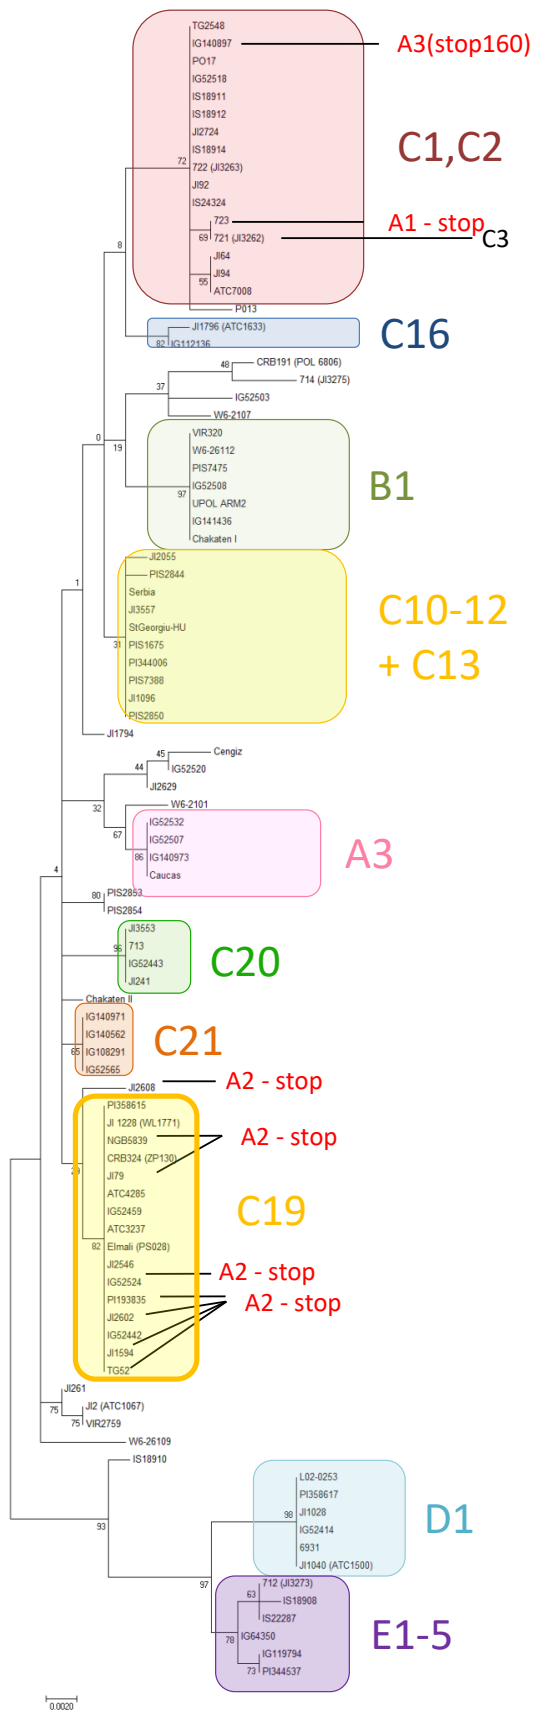 TG2548
IG140897
A3(stop160)
PO17
IG52518
IS18911
IS18912
JI2724
IS18914
C1,C2
72
722 (JI3263)
JI92
IS24324
723
A1 - stop
69
721 (JI3262)
C3
JI64
8
JI94
55
ATC7008
P013
JI1796 (ATC1633)
C16
82
IG112136
CRB191 (POL 6806)
48
714 (JI3275)
37
IG52503
W6-2107
VIR320
0
19
W6-26112
PIS7475
IG52508
B1
97
UPOL ARM2
IG141436
Chakaten I
JI2055
PIS2844
1
Serbia
JI3557
C10-12
StGeorgiu-HU
31
PIS1675
PI344006
+ C13
PIS7388
JI1096
PIS2850
JI1794
Cengiz
45
IG52520
44
JI2629
32
W6-2101
IG52532
67
IG52507
IG140973
A3
86
Caucas
4
80
PIS2853
PIS2854
JI3553
713
96
IG52443
C20
JI241
Chakaten II
IG140971
IG140562
C21
65
IG108291
IG52565
JI2608
A2 - stop
PI358615
JI 1228 (WL1771)
NGB5839
A2 - stop
CRB324 (ZP130)
29
JI79
ATC4285
IG52459
C19
ATC3237
82
Elmali (PS028)
JI2546
A2 - stop
IG52524
PI193835
A2 - stop
JI2602
IG52442
JI1594
TG52
JI261
75
JI2 (ATC1067)
75
VIR2759
W6-26109
IS18910
L02-0253
PI358617
98
JI1028
D1
93
IG52414
6931
JI1040 (ATC1500)
97
712 (JI3273)
63
IS18908
IS22287
E1-5
78
IG64350
IG119794
73
PI344537
0.0020